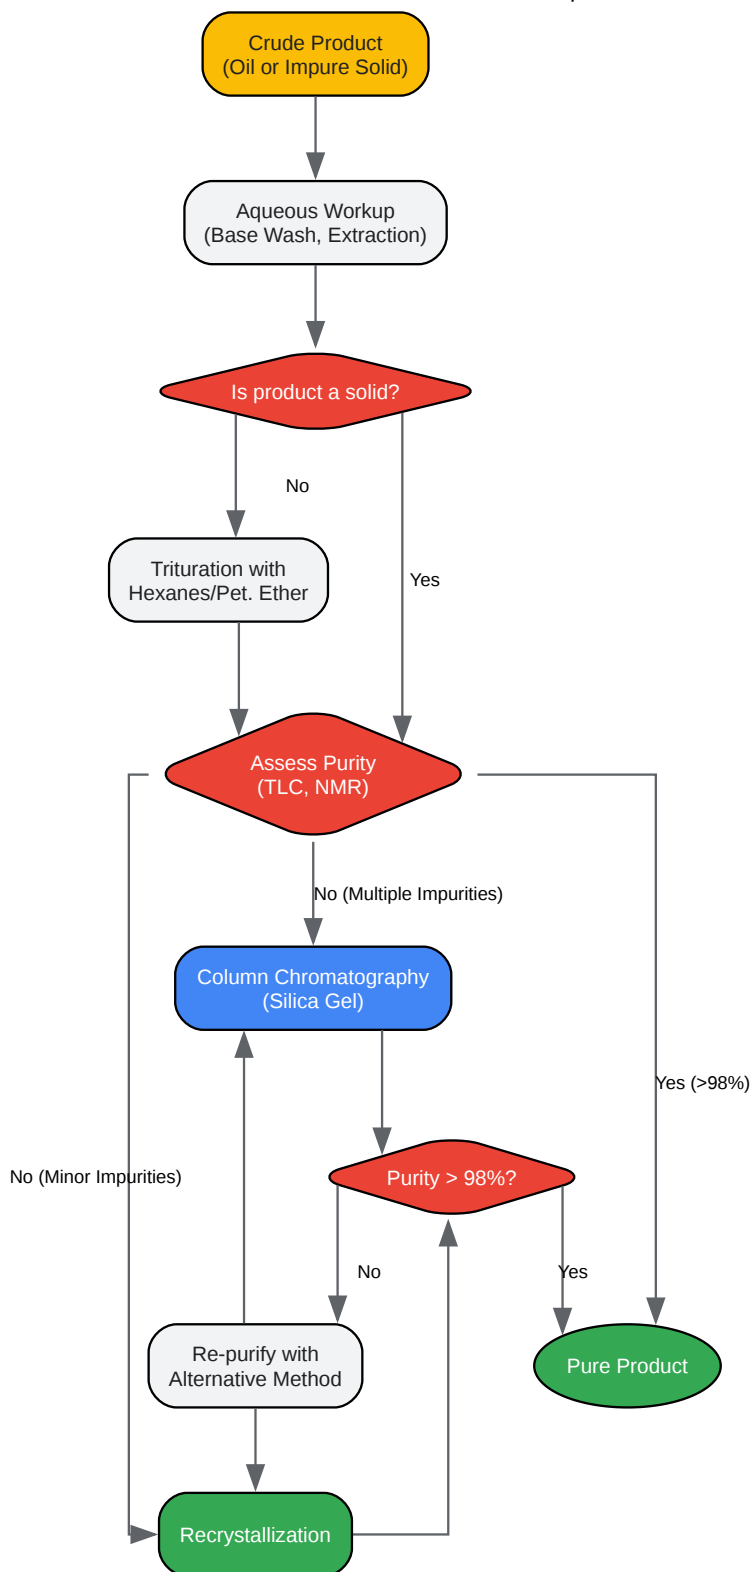 Crude Product
(Oil or Impure Solid)
Aqueous Workup
(Base Wash, Extraction)
Is product a solid?
No
Trituration with
Hexanes/Pet. Ether
Yes
Assess Purity
(TLC, NMR)
No (Multiple Impurities)
Column Chromatography
(Silica Gel)
Yes (>98%)
No (Minor Impurities)
Purity > 98%?
No
Yes
Re-purify with
Alternative Method
Pure Product
Recrystallization